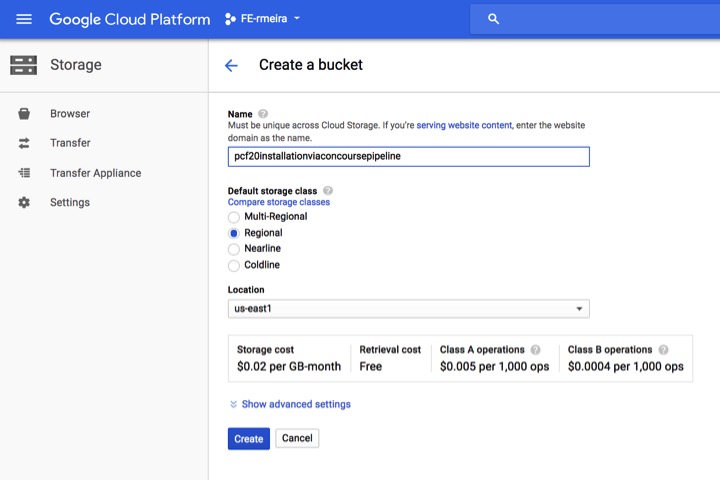 Google Cloud Platform FE-rmeira
Storage
Create a bucket
Browser
Transfer
Transfer Appliance
Settings
Name ?
Must be unique across Cloud Storage. If you're serving website content, enter the website
domain as the name.
pcf20installationviaconcoursepipeline
Default storage class ?
Compare storage classes
Multi-Regional
Regional
Nearline
Coldline
Location
us-east1
Storage cost Retrieval cost Class A operations ? Class B operations ?
$0.02 per GB-month Free $0.005 per 1,000 ops $0.0004 per 1,000 ops
Show advanced settings
Create Cancel